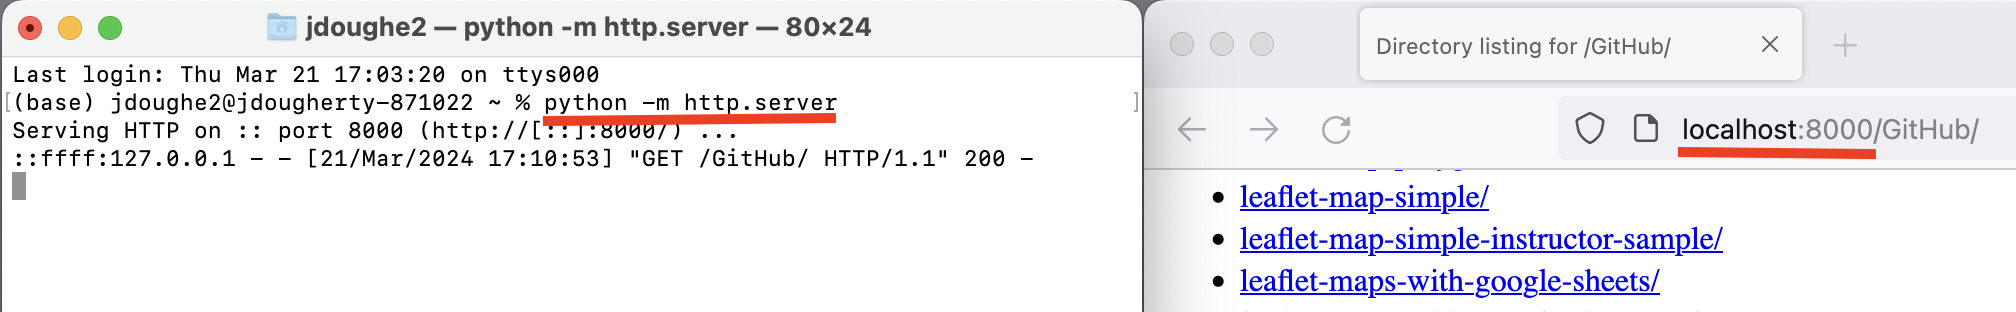 jdoughe2 — python -m http.server — 80×24
Last login: Thu Mar 21 17:03:20 on ttys000
[(base) jdoughe2@jdougherty-871022 ~ % python -m http.server ]
Serving HTTP on :: port 8000 (http://[::]:8000/) ...
::ffff:127.0.0.1 - - [21/Mar/2024 17:10:53] "GET /GitHub/ HTTP/1.1" 200 -
Directory listing for /GitHub/
localhost:8000/GitHub/
leaflet-map-simple/
leaflet-map-simple-instructor-sample/
leaflet-maps-with-google-sheets/